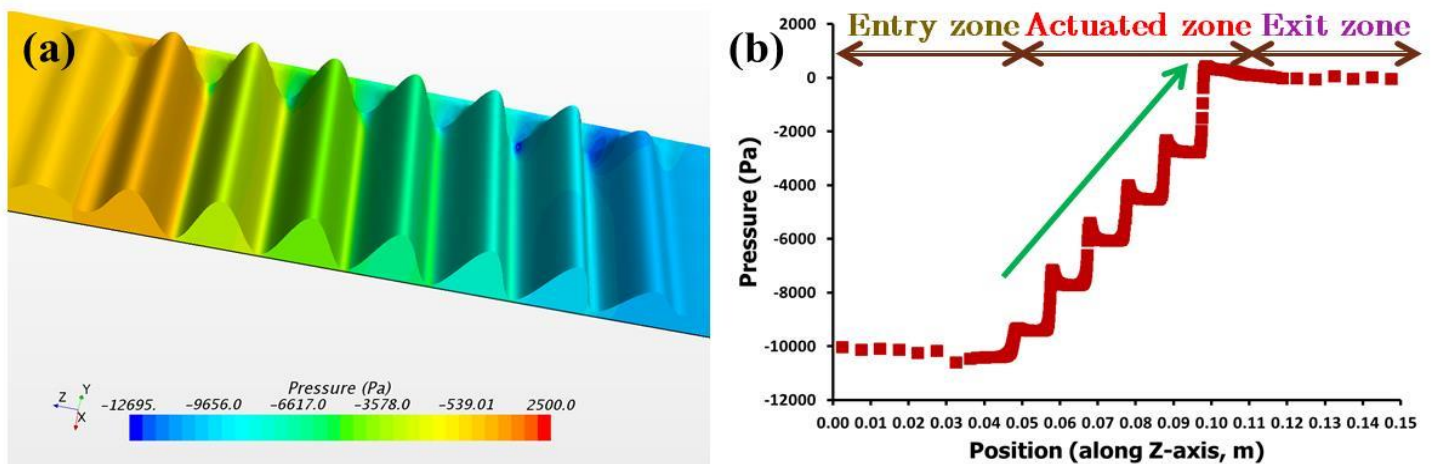 (a)
Z Y X
Pressure (Pa)
-12695. -9656.0 -6617.0 -3578.0 -539.01 2500.0
(b)
Entry zone Actuated zone Exit zone
2000
0
-2000
-4000
-6000
-8000
-10000
-12000
Pressure (Pa)
0.00 0.01 0.02 0.03 0.04 0.05 0.06 0.07 0.08 0.09 0.10 0.11 0.12 0.13 0.14 0.15
Position (along Z-axis, m)